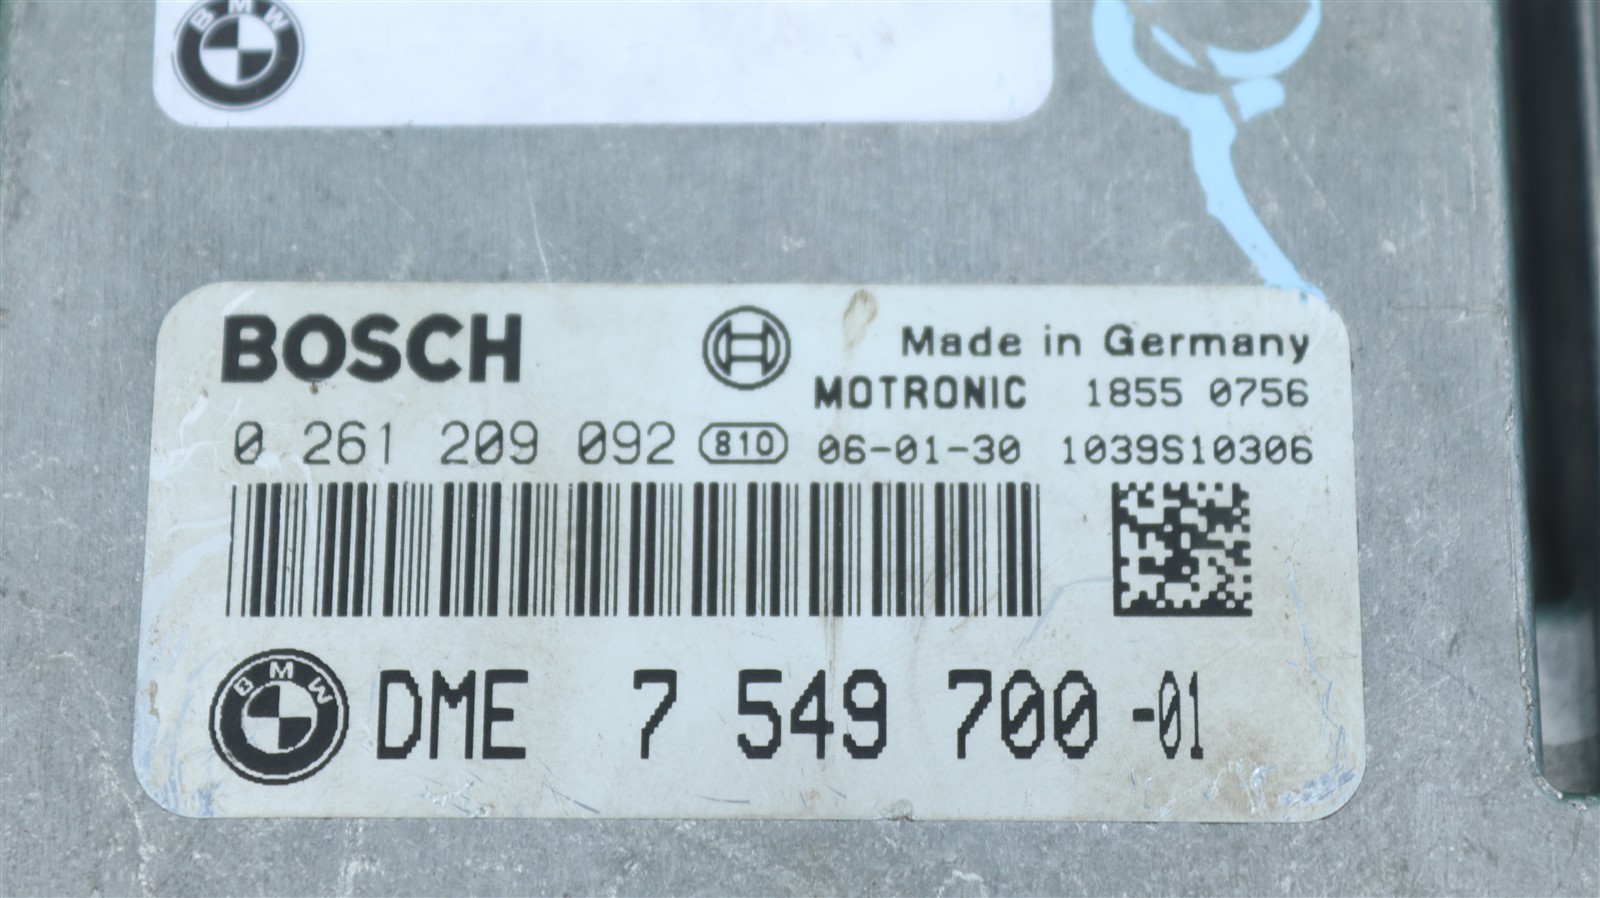 BMW
BOSCH
Made in Germany
MOTRONIC 1855 0756
0 261 209 092 810 06-01-30 1039S10306
BMW DME 7 549 700 -01